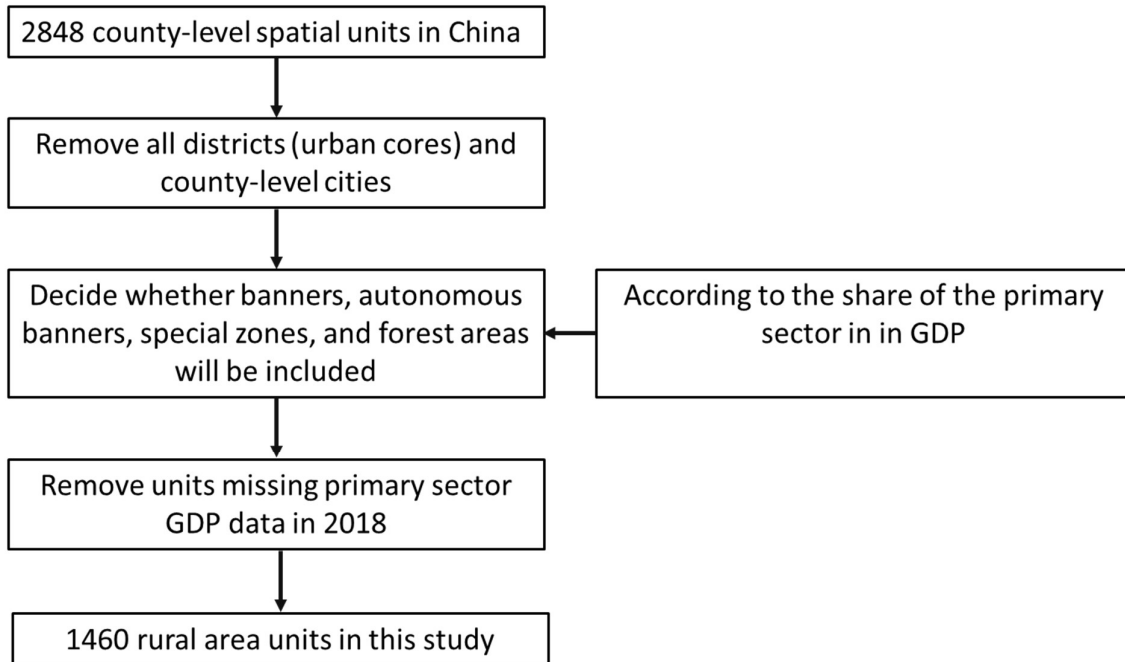 2848 county-level spatial units in China
Remove all districts (urban cores) and
county-level cities
Decide whether banners, autonomous
banners, special zones, and forest areas
will be included
According to the share of the primary
sector in in GDP
Remove units missing primary sector
GDP data in 2018
1460 rural area units in this study